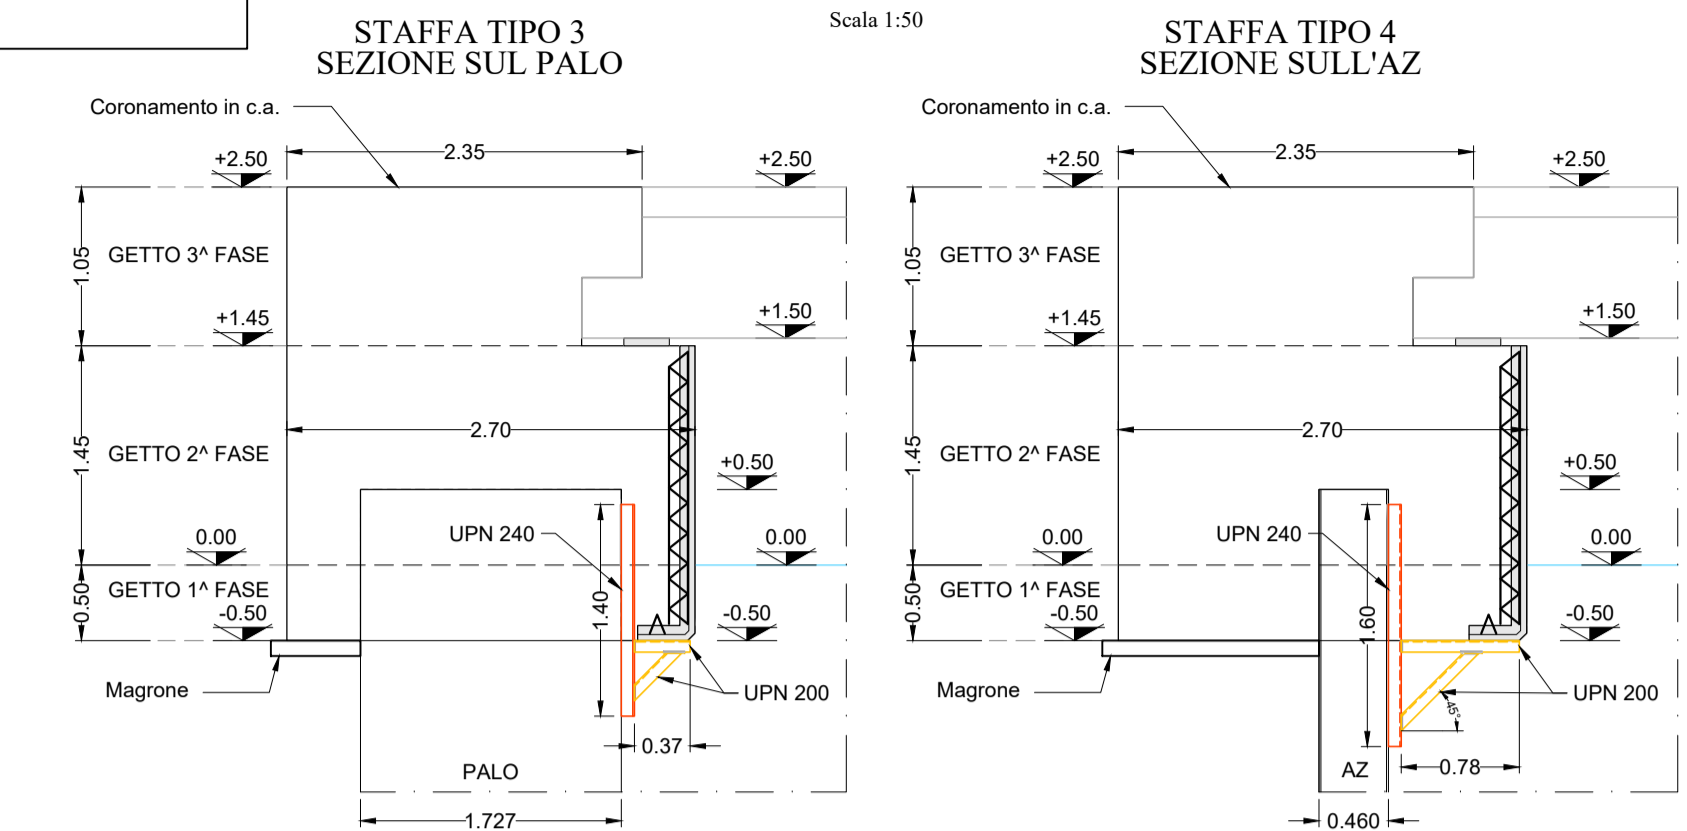 Scala 1:50
STAFFA TIPO 3
SEZIONE SUL PALO
Coronamento in c.a.
2.35
+2.50
+2.50
1.05
GETTO 3^ FASE
+1.45
+1.50
2.70
1.45
GETTO 2^ FASE
+0.50
UPN 240
0.00
0.00
0.50
GETTO 1^ FASE
-0.50
-0.50
1.40
Magrone
UPN 200
0.37
PALO
1.727
STAFFA TIPO 4
SEZIONE SULL'AZ
Coronamento in c.a.
2.35
+2.50
+2.50
1.05
GETTO 3^ FASE
+1.45
+1.50
2.70
1.45
GETTO 2^ FASE
+0.50
UPN 240
0.00
0.00
0.50
GETTO 1^ FASE
-0.50
-0.50
1.60
Magrone
UPN 200
45°
0.78
AZ
0.460